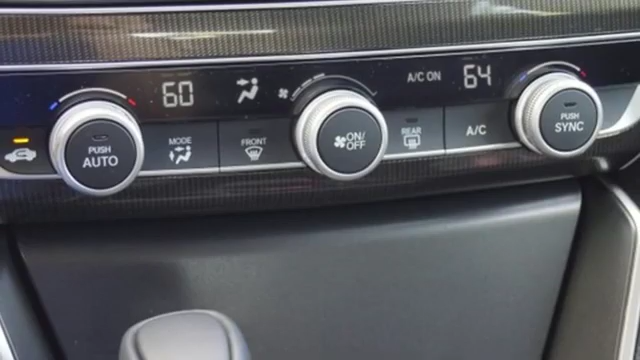 60
A/C ON
64
PUSH
AUTO
MODE
FRONT
ON/
OFF
REAR
A/C
PUSH
SYNC